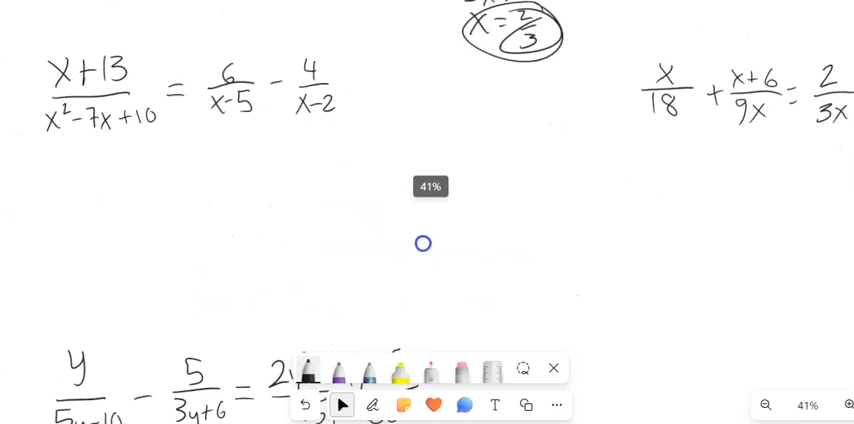 x = 2/3
x+13/x²-7x+10 = 6/x-5 - 4/x-2
x/18 + x+6/9x = 2/3x
41%
y/5y-10 - 5/3y+6 =
T
41%